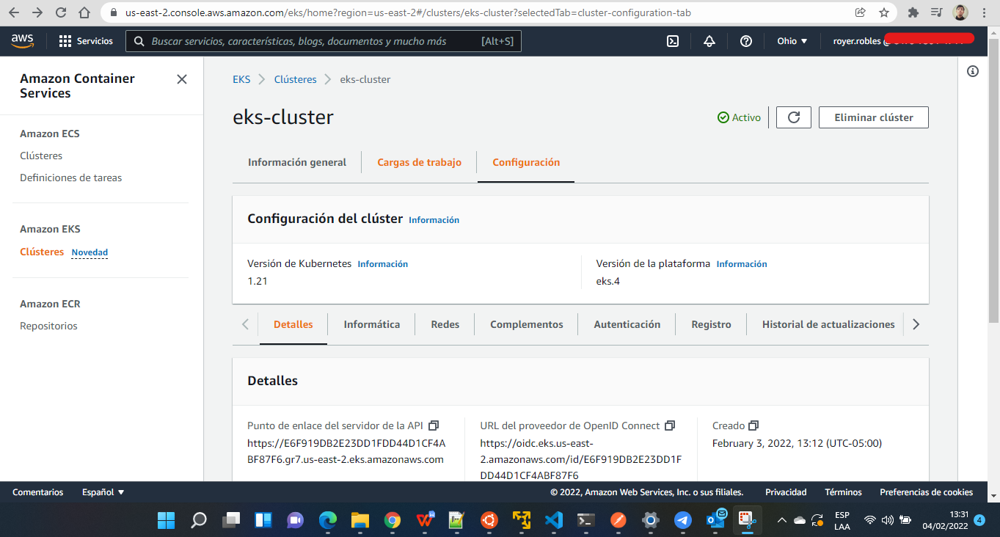 us-east-2.console.aws.amazon.com/eks/home?region=us-east-2#/clusters/eks-cluster?selectedTab=cluster-configuration-tab
aws
Servicios
Buscar servicios, características, blogs, documentos y mucho más
[Alt+S]
Ohio
royer.robles @
Amazon Container
Services
Amazon ECS
Clústeres
Definiciones de tareas
Amazon EKS
Clústeres Novedad
Amazon ECR
Repositorios
EKS
Clústeres
eks-cluster
eks-cluster
Activo
Eliminar clúster
Información general
Cargas de trabajo
Configuración
Configuración del clúster Información
Versión de Kubernetes Información
1.21
Versión de la plataforma Información
eks.4
Detalles
Informática
Redes
Complementos
Autenticación
Registro
Historial de actualizaciones
Detalles
Punto de enlace del servidor de la API
https://E6F919DB2E23DD1FDD44D1CF4A
BF87F6.gr7.us-east-2.eks.amazonaws.com
URL del proveedor de OpenID Connect
https://oidc.eks.us-east-
2.amazonaws.com/id/E6F919DB2E23DD1F
DD44D1CF4ABF87F6
Creado
February 3, 2022, 13:12 (UTC-05:00)
Comentarios
Español
© 2022, Amazon Web Services, Inc. o sus filiales.
Privacidad
Términos
Preferencias de cookies
ESP
LAA
13:31
04/02/2022
4